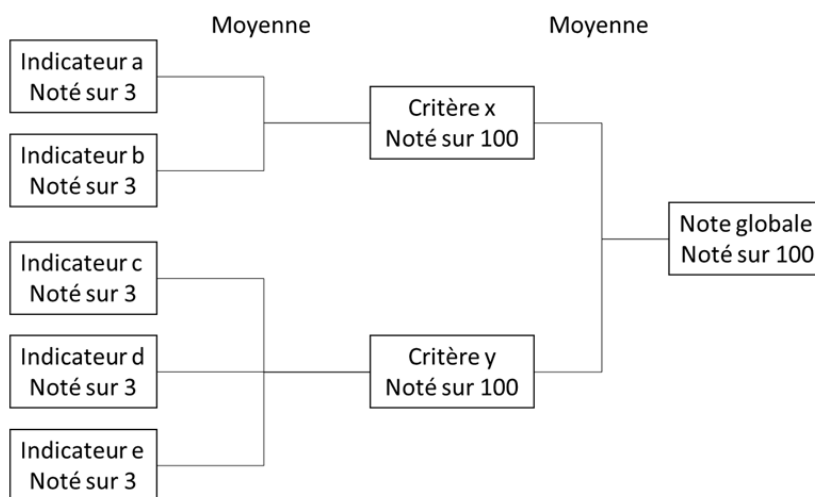 Moyenne
Moyenne
Indicateur a
Noté sur 3
Indicateur b
Noté sur 3
Critère x
Noté sur 100
Indicateur c
Noté sur 3
Indicateur d
Noté sur 3
Indicateur e
Noté sur 3
Critère y
Noté sur 100
Note globale
Noté sur 100